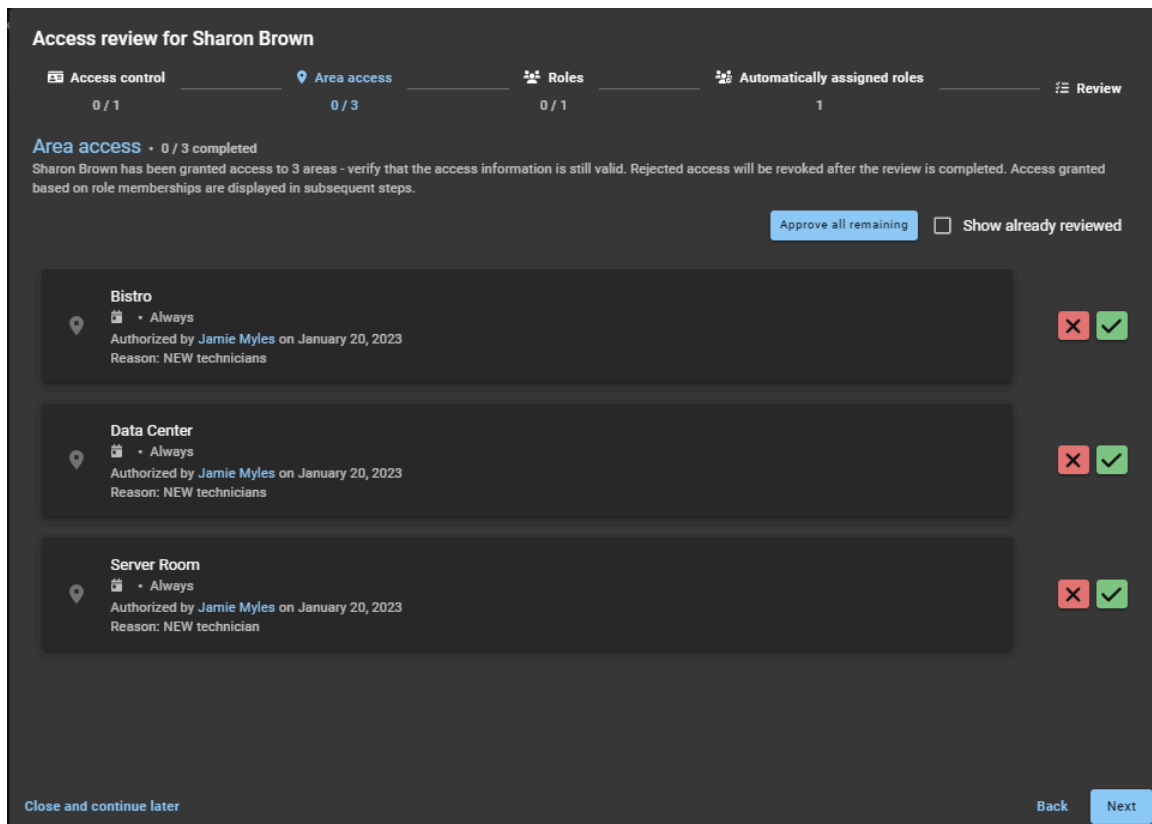 Access review for Sharon Brown
Access control
Area access
Roles
Automatically assigned roles
Review
0 / 1
0 / 3
0 / 1
1
Area access • 0 / 3 completed
Sharon Brown has been granted access to 3 areas - verify that the access information is still valid. Rejected access will be revoked after the review is completed. Access granted
based on role memberships are displayed in subsequent steps.
Approve all remaining
Show already reviewed
Bistro
• Always
Authorized by Jamie Myles on January 20, 2023
Reason: NEW technicians
Data Center
• Always
Authorized by Jamie Myles on January 20, 2023
Reason: NEW technicians
Server Room
• Always
Authorized by Jamie Myles on January 20, 2023
Reason: NEW technician
Close and continue later
Back
Next